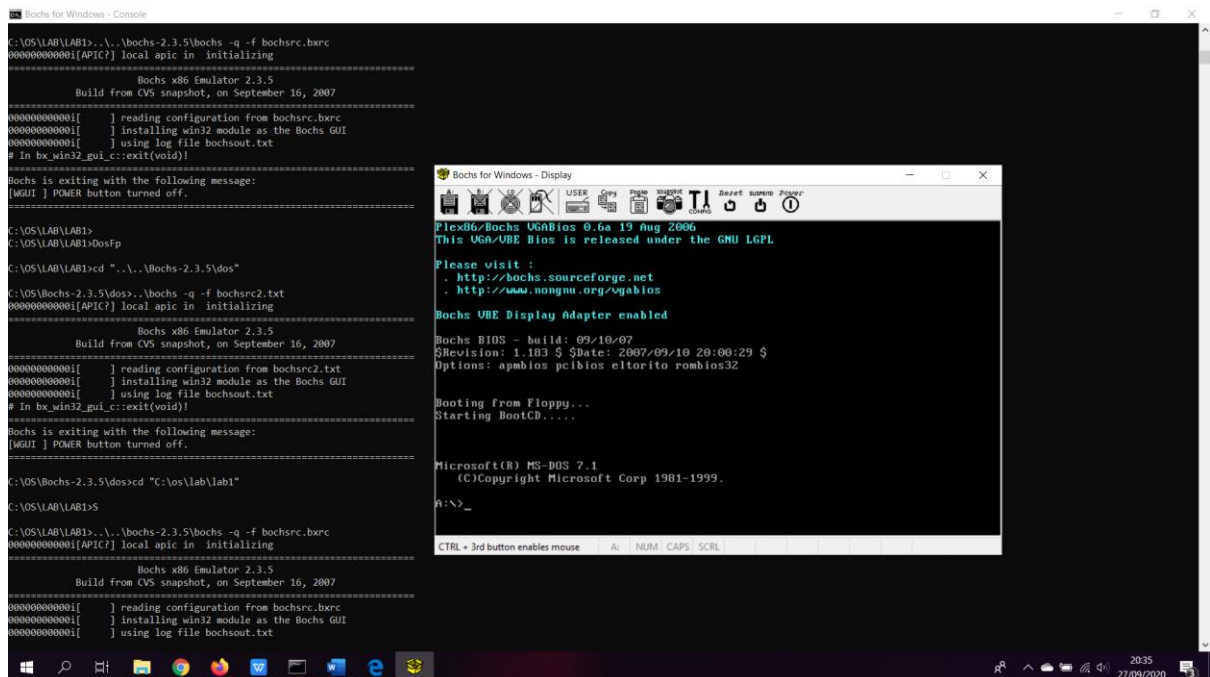 Bochs for Windows - Console
C:\OS\LAB\LAB1>..\..\bochs-2.3.5\bochs -q -f bochsrc.bxrc
00000000000i[APIC?] local apic in  initializing
========================================================================
Bochs x86 Emulator 2.3.5
Build from CVS snapshot, on September 16, 2007
========================================================================
00000000000i[     ] reading configuration from bochsrc.bxrc
00000000000i[     ] installing win32 module as the Bochs GUI
00000000000i[     ] using log file bochsout.txt
# In bx_win32_gui_c::exit(void)!
========================================================================
Bochs is exiting with the following message:
[WGUI ] POWER button turned off.
========================================================================
C:\OS\LAB\LAB1>
C:\OS\LAB\LAB1>DosFp
C:\OS\LAB\LAB1>cd "..\..\Bochs-2.3.5\dos"
C:\OS\Bochs-2.3.5\dos>..\bochs -q -f bochsrc2.txt
00000000000i[APIC?] local apic in  initializing
========================================================================
Bochs x86 Emulator 2.3.5
Build from CVS snapshot, on September 16, 2007
========================================================================
00000000000i[     ] reading configuration from bochsrc2.txt
00000000000i[     ] installing win32 module as the Bochs GUI
00000000000i[     ] using log file bochsout.txt
# In bx_win32_gui_c::exit(void)!
========================================================================
Bochs is exiting with the following message:
[WGUI ] POWER button turned off.
========================================================================
C:\OS\Bochs-2.3.5\dos>cd "C:\os\lab\lab1"
C:\OS\LAB\LAB1>S
C:\OS\LAB\LAB1>..\..\bochs-2.3.5\bochs -q -f bochsrc.bxrc
00000000000i[APIC?] local apic in  initializing
========================================================================
Bochs x86 Emulator 2.3.5
Build from CVS snapshot, on September 16, 2007
========================================================================
00000000000i[     ] reading configuration from bochsrc.bxrc
00000000000i[     ] installing win32 module as the Bochs GUI
00000000000i[     ] using log file bochsout.txt
Bochs for Windows - Display
A: B: CD USER Copy Paste snapshot CONFIG Reset SUSPEND Power
Plex86/Bochs VGABios 0.6a 19 Aug 2006
This VGA/VBE Bios is released under the GNU LGPL
Please visit :
. http://bochs.sourceforge.net
. http://www.nongnu.org/vgabios
Bochs VBE Display Adapter enabled
Bochs BIOS - build: 09/10/07
$Revision: 1.183 $ $Date: 2007/09/10 20:00:29 $
Options: apmbios pcibios eltorito rombios32
Booting from Floppy...
Starting BootCD.....
Microsoft(R) MS-DOS 7.1
(C)Copyright Microsoft Corp 1981-1999.
A:\>_
CTRL + 3rd button enables mouse A: NUM CAPS SCRL
20:35
27/09/2020
3